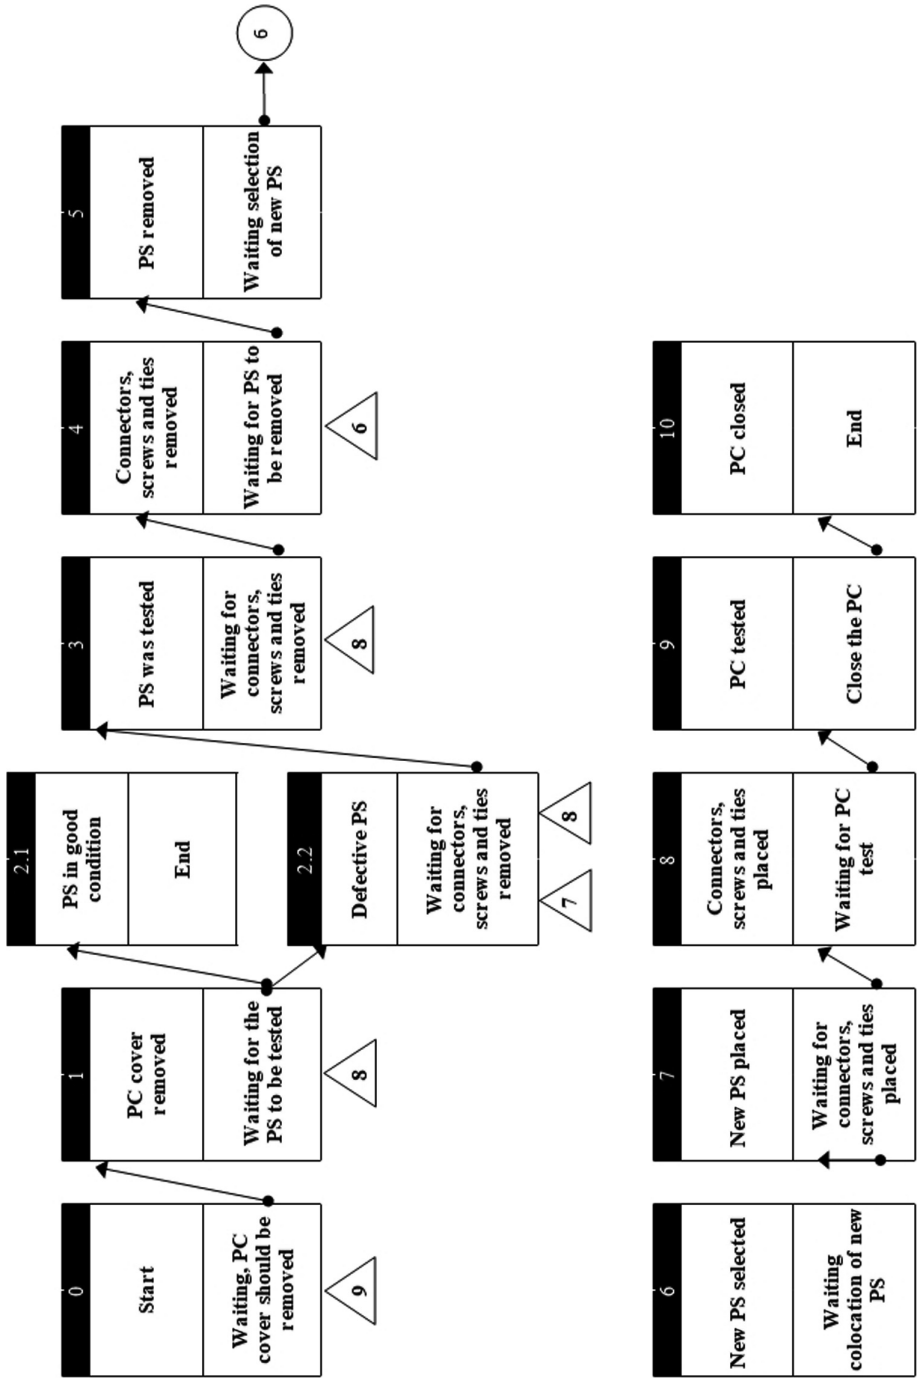 0
Start
Waiting, PC
cover should be
removed
9
1
PC cover
removed
Waiting for the
PS to be tested
8
2.1
PS in good
condition
End
2.2
Defective PS
Waiting for
connectors,
screws and ties
removed
7
8
3
PS was tested
Waiting for
connectors,
screws and ties
removed
8
4
Connectors,
screws and ties
removed
Waiting for PS to
be removed
6
5
PS removed
Waiting selection
of new PS
6
6
New PS selected
Waiting
colocation of new
PS
7
New PS placed
Waiting for
connectors,
screws and ties
placed
8
Connectors,
screws and ties
placed
Waiting for PC
test
9
PC tested
Close the PC
10
PC closed
End